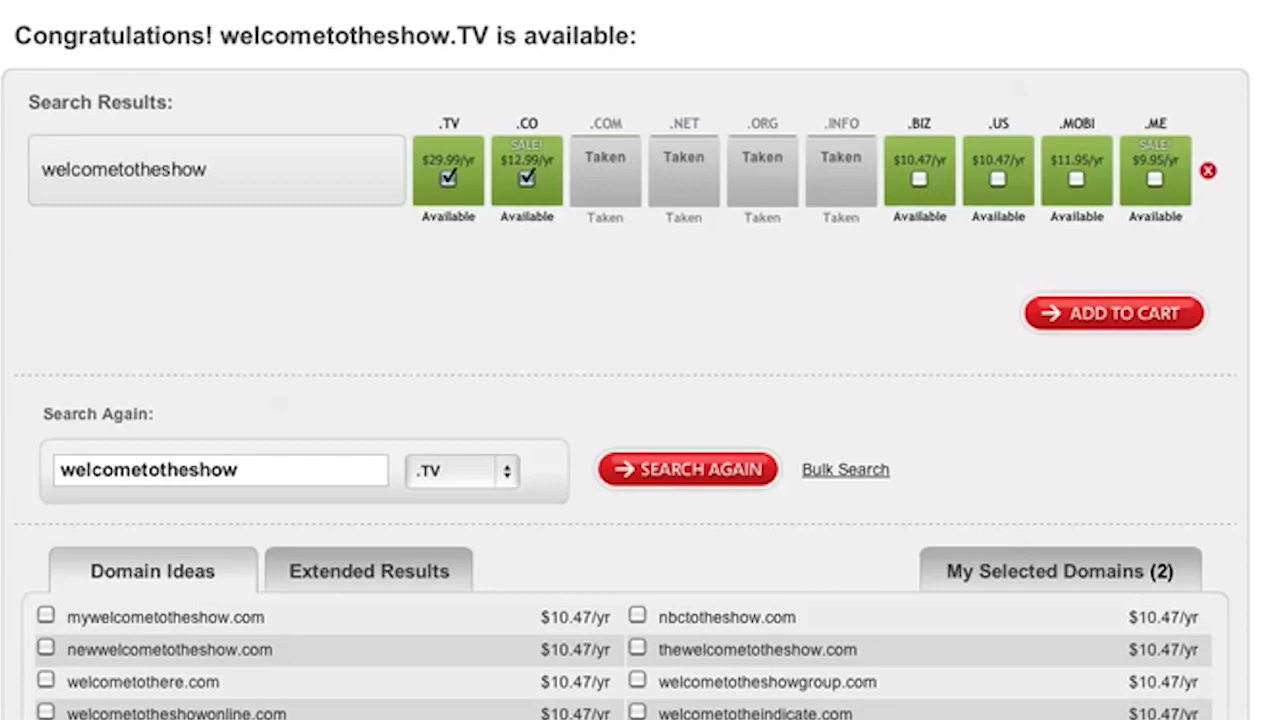 Congratulations! welcometotheshow.TV is available:
Search Results:
.TV .CO .COM .NET .ORG .INFO .BIZ .US .MOBI .ME
SALE! SALE!
welcometotheshow $29.99/yr $12.99/yr Taken Taken Taken Taken $10.47/yr $10.47/yr $11.95/yr $9.95/yr
Available Available Taken Taken Taken Taken Available Available Available Available
ADD TO CART
Search Again:
welcometotheshow .TV SEARCH AGAIN Bulk Search
Domain Ideas Extended Results My Selected Domains (2)
mywelcometotheshow.com $10.47/yr nbctotheshow.com $10.47/yr
newwelcometotheshow.com $10.47/yr thewelcometotheshow.com $10.47/yr
welcometothere.com $10.47/yr welcometotheshowgroup.com $10.47/yr
welcometotheshowonline.com $10.47/yr welcometotheindicate.com $10.47/yr